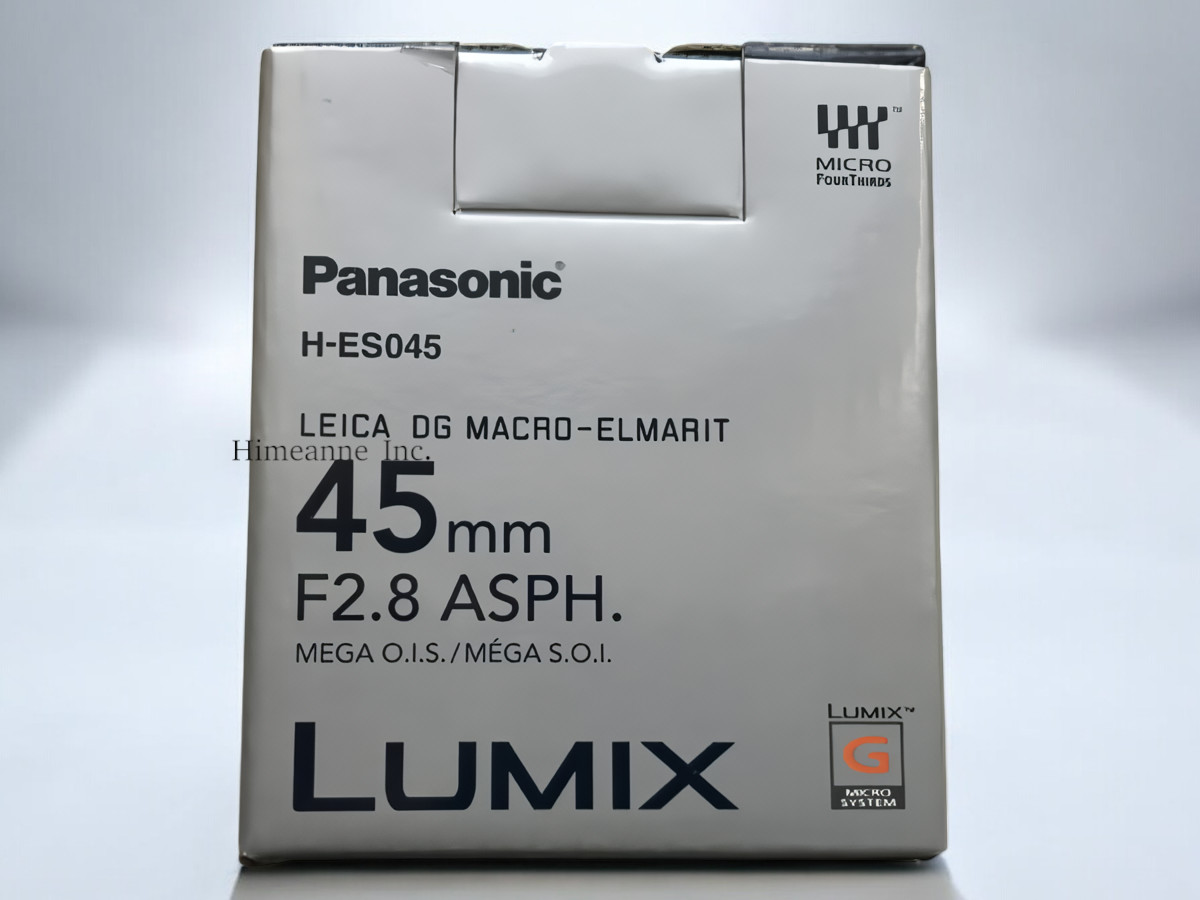 MICRO
FOURTHIRDS
Panasonic
H-ES045
LEICA DG MACRO-ELMARIT
Himeanne Inc.
45mm
F2.8 ASPH.
MEGA O.I.S./MÉGA S.O.I.
LUMIX™
G
MICRO
SYSTEM
LUMIX